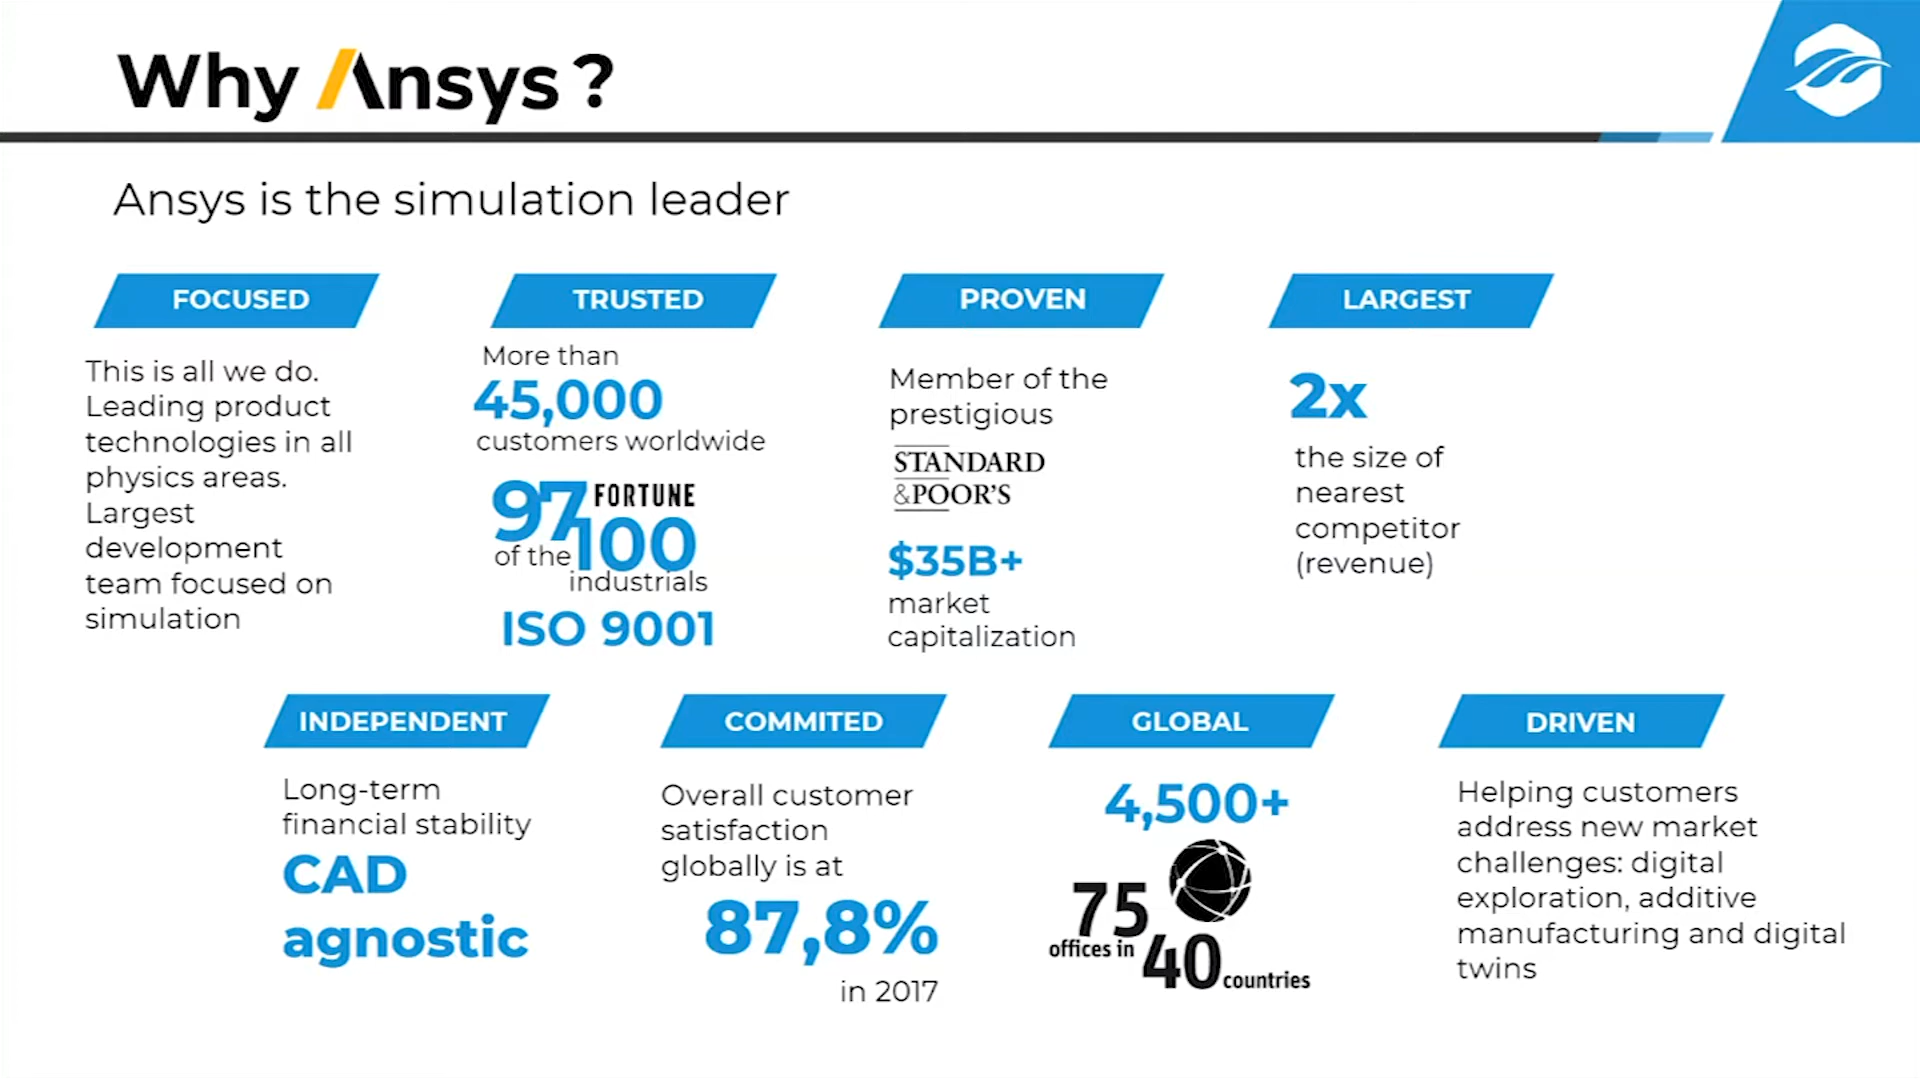 Why Ansys ?
Ansys is the simulation leader
FOCUSED
This is all we do.
Leading product
technologies in all
physics areas.
Largest
development
team focused on
simulation
TRUSTED
More than
45,000
customers worldwide
97 FORTUNE
of the 100
industrials
ISO 9001
PROVEN
Member of the
prestigious
STANDARD
&POOR'S
$35B+
market
capitalization
LARGEST
2x
the size of
nearest
competitor
(revenue)
INDEPENDENT
Long-term
financial stability
CAD
agnostic
COMMITED
Overall customer
satisfaction
globally is at
87,8%
in 2017
GLOBAL
4,500+
75
offices in
40 countries
DRIVEN
Helping customers
address new market
challenges: digital
exploration, additive
manufacturing and digital
twins